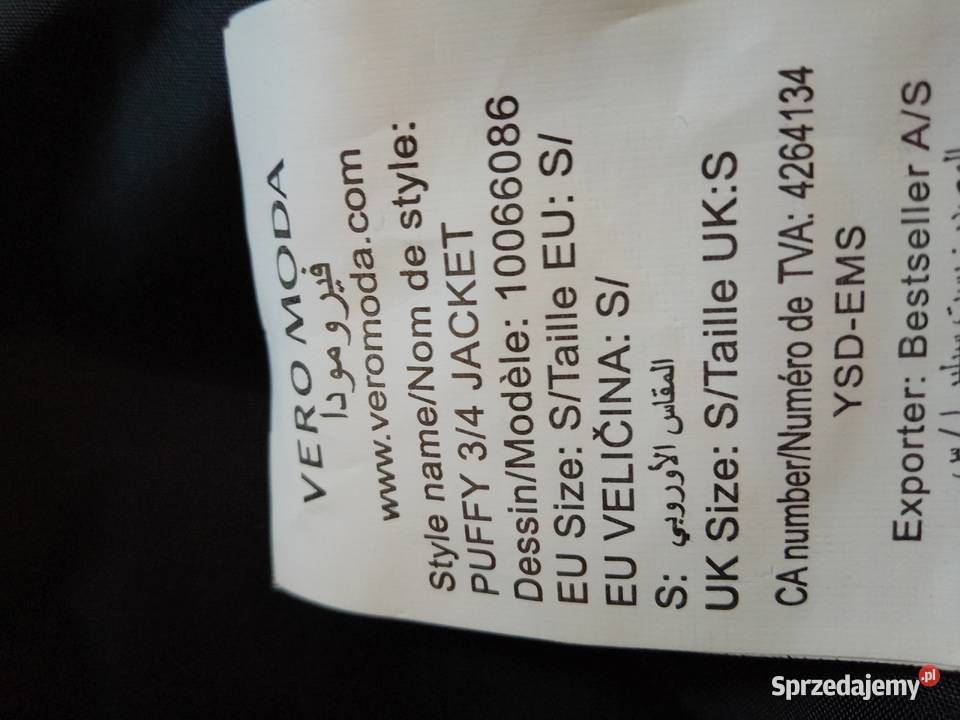 VERO MODA
فيرو مودا
www.veromoda.com
Style name/Nom de style:
PUFFY 3/4 JACKET
Dessin/Modèle: 10066086
EU Size: S/Taille EU: S/
EU VELIČINA: S/
S: المقاس الأوروبي
UK Size: S/Taille UK:S
CA number/Numéro de TVA: 4264134
YSD-EMS
Exporter: Bestseller A/S
Sprzedajemy.pl